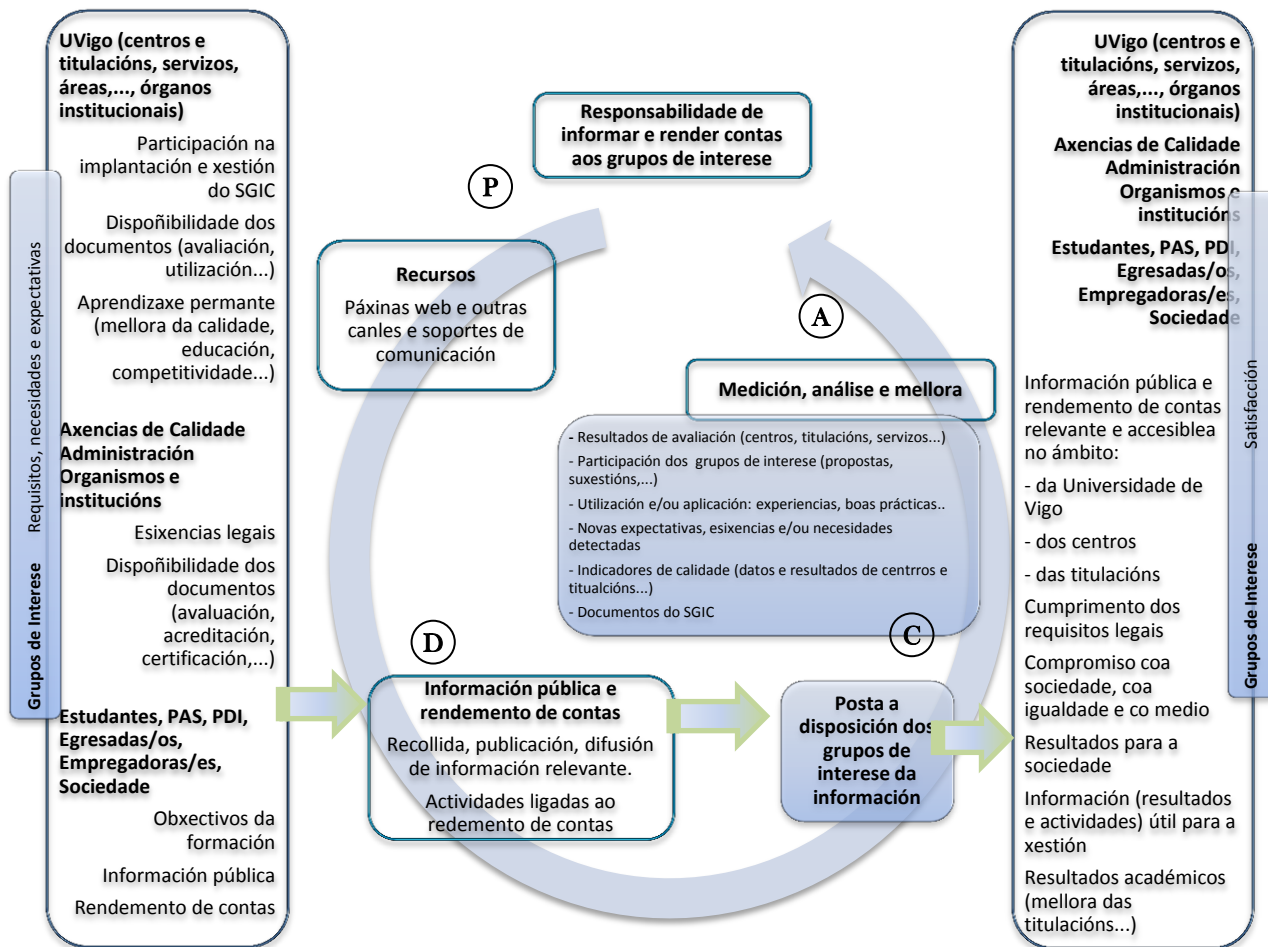 UVigo (centros e
titulacións, servizos,
áreas,..., órganos
institucionais)
Participación na
implantación e xestión
do SGIC
Dispoñibilidade dos
documentos (avaliación,
utilización...)
Aprendizaxe permante
(mellora da calidade,
educación,
competitividade...)
Axencias de Calidade
Administración
Organismos e
institucións
Esixencias legais
Dispoñibilidade dos
documentos
(avaluación,
acreditación,
certificación,...)
Estudantes, PAS, PDI,
Egresadas/os,
Empregadoras/es,
Sociedade
Obxectivos da
formación
Información pública
Rendemento de contas
Grupos de Interese Requisitos, necesidades e expectativas
Responsabilidade de
informar e render contas
aos grupos de interese
P
Recursos
Páxinas web e outras
canles e soportes de
comunicación
A
Medición, análise e mellora
- Resultados de avaliación (centros, titulacións, servizos...)
- Participación dos grupos de interese (propostas,
suxestións,...)
- Utilización e/ou aplicación: experiencias, boas prácticas..
- Novas expectativas, esixencias e/ou necesidades
detectadas
- Indicadores de calidade (datos e resultados de centrros e
titualcións...)
- Documentos do SGIC
D
Información pública e
rendemento de contas
Recollida, publicación, difusión
de información relevante.
Actividades ligadas ao
redemento de contas
C
Posta a
disposición dos
grupos de
interese da
información
UVigo (centros e
titulacións, servizos,
áreas,..., órganos
institucionais)
Axencias de Calidade
Administración
Organismos e
institucións
Estudantes, PAS, PDI,
Egresadas/os,
Empregadoras/es,
Sociedade
Información pública e
rendemento de contas
relevante e accesiblea
no ámbito:
- da Universidade de
Vigo
- dos centros
- das titulacións
Cumprimento dos
requisitos legais
Compromiso coa
sociedade, coa
igualdade e co medio
Resultados para a
sociedade
Información (resultados
e actividades) útil para a
xestión
Resultados académicos
(mellora das
titulacións...)
Grupos de Interese Satisfacción